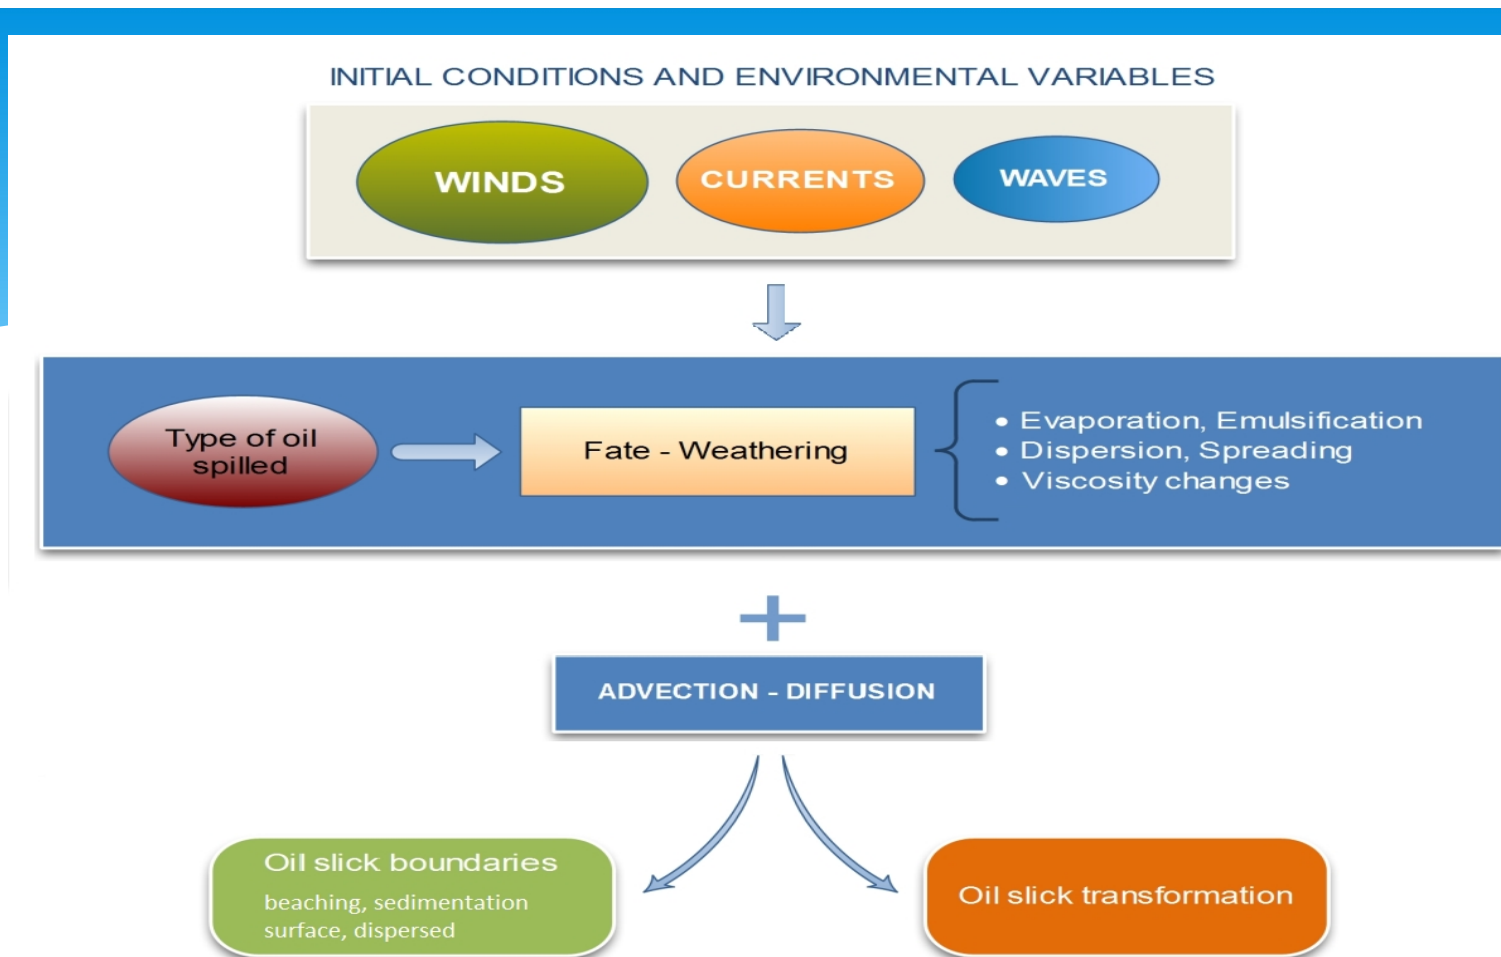 INITIAL CONDITIONS AND ENVIRONMENTAL VARIABLES
WINDS
CURRENTS
WAVES
Type of oil
spilled
Fate - Weathering
• Evaporation, Emulsification
• Dispersion, Spreading
• Viscosity changes
+
ADVECTION - DIFFUSION
Oil slick boundaries
beaching, sedimentation
surface, dispersed
Oil slick transformation